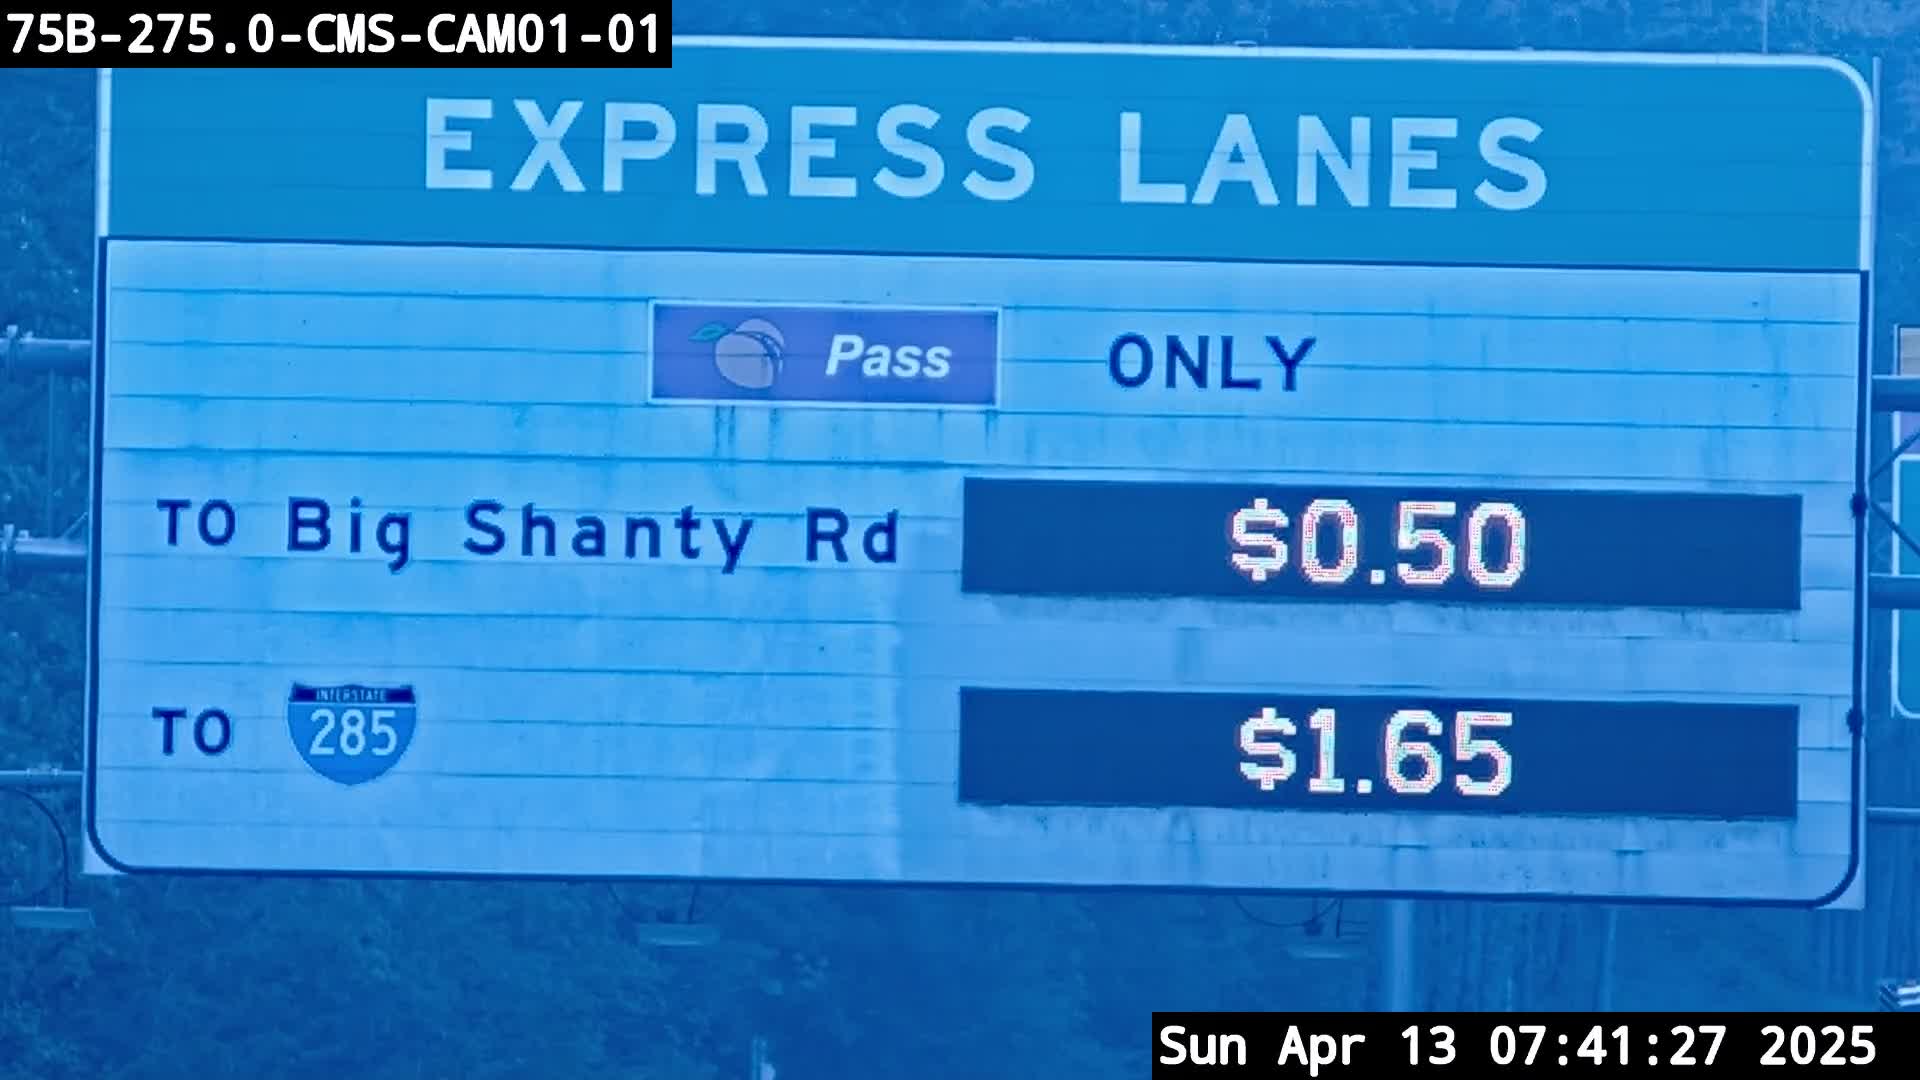 75B-275.0-CMS-CAM01-01
EXPRESS LANES
Pass ONLY
TO Big Shanty Rd $0.50
INTERSTATE
TO 285 $1.65
Sun Apr 13 07:41:27 2025